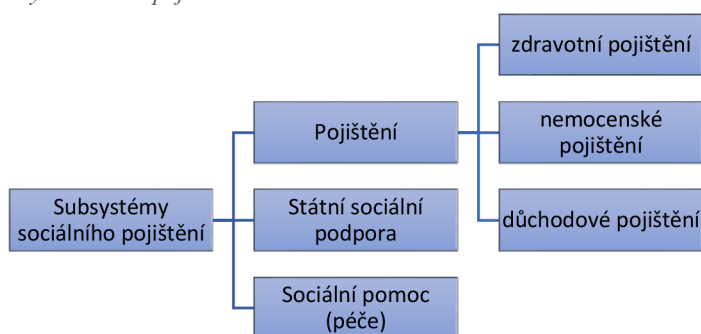 zdravotní pojištění
Pojištění
nemocenské
pojištění
Subsystémy
sociálního pojištění
Státní sociální
podpora
důchodové pojištění
Sociální pomoc
(péče)